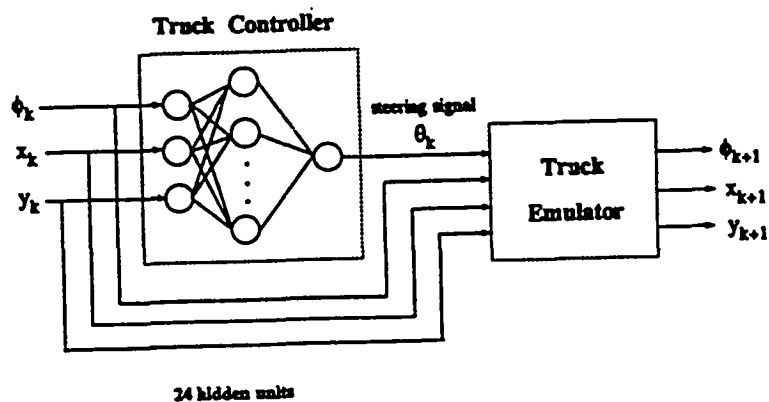 Truck Controller
ϕk
xk
yk
steering signal
θk
Truck
Emulator
ϕk+1
xk+1
yk+1
24 hidden units